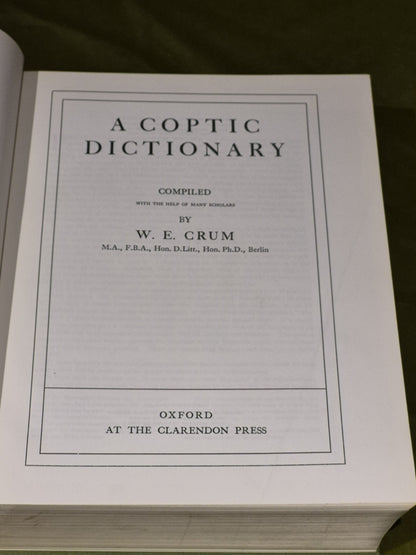 A COPTIC
DICTIONARY
COMPILED
WITH THE HELP OF MANY SCHOLARS
BY
W. E. CRUM
M.A., F.B.A., Hon. D.Litt., Hon. Ph.D., Berlin
OXFORD
AT THE CLARENDON PRESS